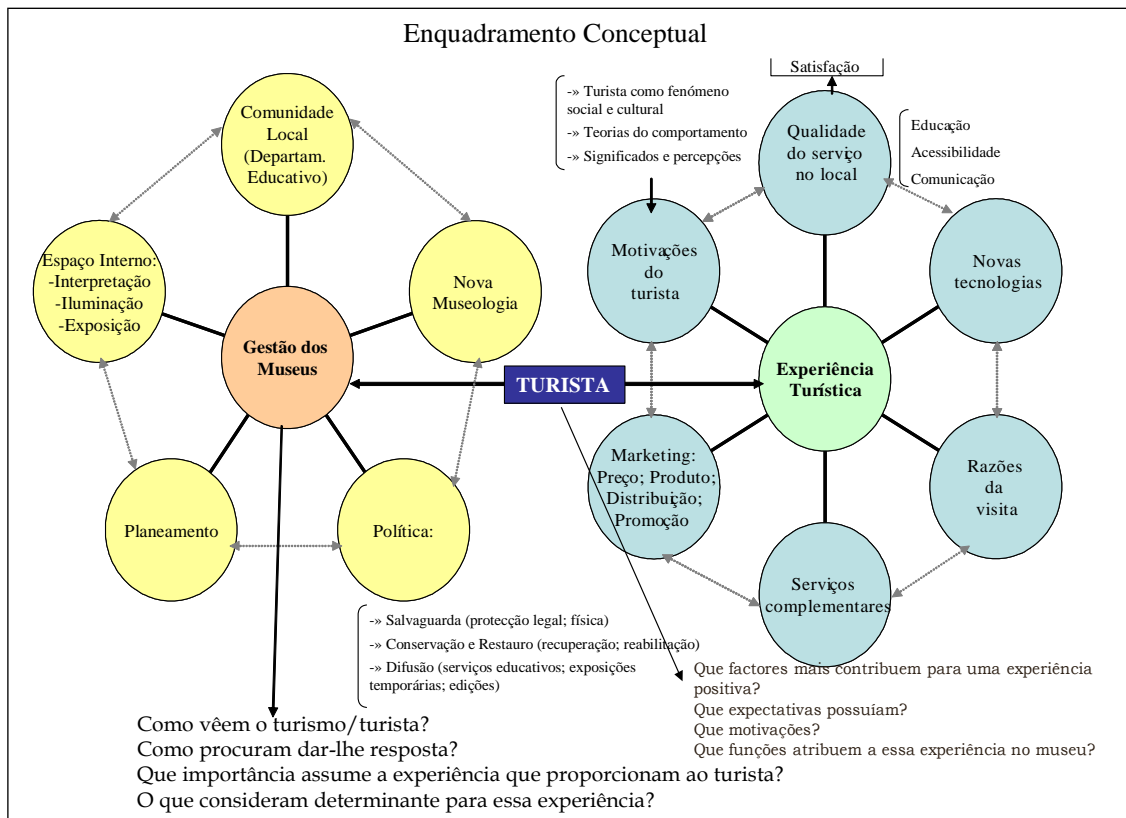 Enquadramento Conceptual
Satisfação
-» Turista como fenómeno
social e cultural
-» Teorias do comportamento
-» Significados e percepções
Comunidade
Local
(Departam.
Educativo)
Qualidade
do serviço
no local
Educação
Acessibilidade
Comunicação
Espaço Interno:
-Interpretação
-Iluminação
-Exposição
Nova
Museologia
Motivações
do
turista
Novas
tecnologias
Gestão dos
Museus
TURISTA
Experiência
Turística
Marketing:
Preço; Produto;
Distribuição;
Promoção
Razões
da
visita
Planeamento
Política:
Serviços
complementares
-» Salvaguarda (protecção legal; física)
-» Conservação e Restauro (recuperação; reabilitação)
-» Difusão (serviços educativos; exposições
temporárias; edições)
Que factores mais contribuem para uma experiência
positiva?
Que expectativas possuíam?
Que motivações?
Que funções atribuem a essa experiência no museu?
Como vêem o turismo/turista?
Como procuram dar-lhe resposta?
Que importância assume a experiência que proporcionam ao turista?
O que consideram determinante para essa experiência?